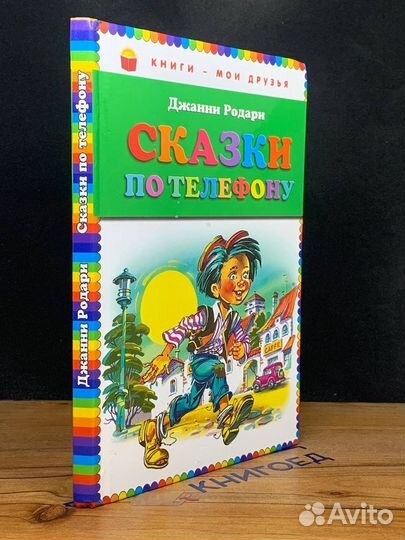 КНИГИ - МОИ ДРУЗЬЯ
Джанни Родари
СКАЗКИ
ПО ТЕЛЕФОНУ
Джанни Родари Сказки по телефону
КНИГОЕД
Avito